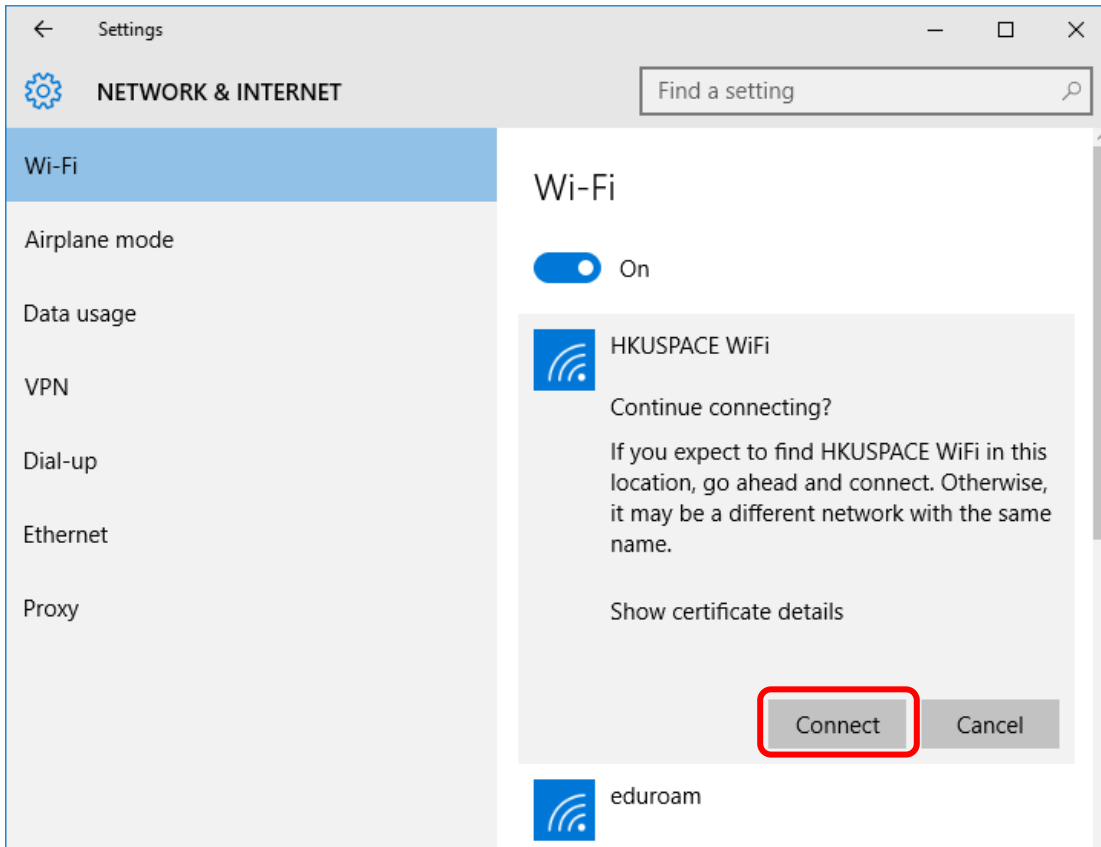 Settings
NETWORK & INTERNET
Find a setting
Wi-Fi
Airplane mode
Data usage
VPN
Dial-up
Ethernet
Proxy
Wi-Fi
On
HKUSPACE WiFi
Continue connecting?
If you expect to find HKUSPACE WiFi in this
location, go ahead and connect. Otherwise,
it may be a different network with the same
name.
Show certificate details
Connect
Cancel
eduroam